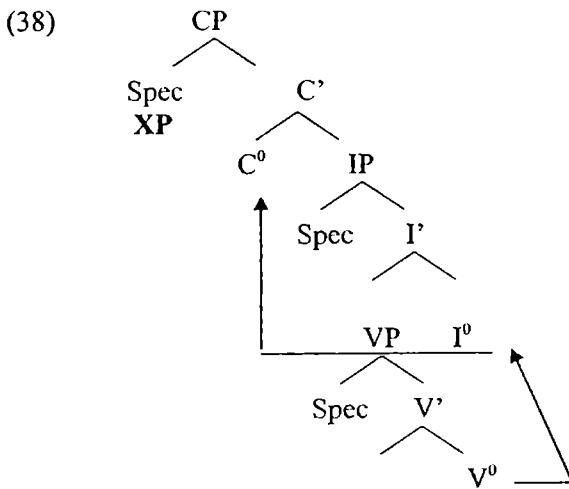 (38) CP
Spec C’
XP
C⁰ IP
Spec I’
VP I⁰
Spec V’
V⁰